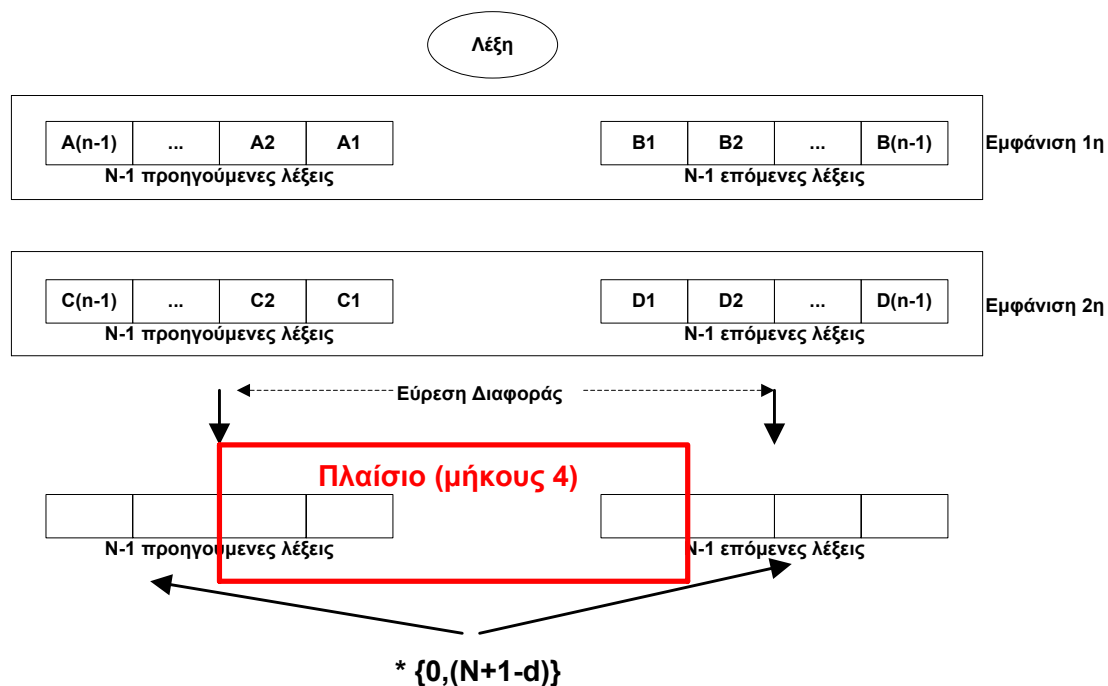 Λέξη
A(n-1) ... A2 A1 B1 B2 ... B(n-1) Εμφάνιση 1η
N-1 προηγούμενες λέξεις N-1 επόμενες λέξεις
C(n-1) ... C2 C1 D1 D2 ... D(n-1) Εμφάνιση 2η
N-1 προηγούμενες λέξεις N-1 επόμενες λέξεις
Εύρεση Διαφοράς
Πλαίσιο (μήκους 4)
N-1 προηγούμενες λέξεις N-1 επόμενες λέξεις
* {0,(N+1-d)}